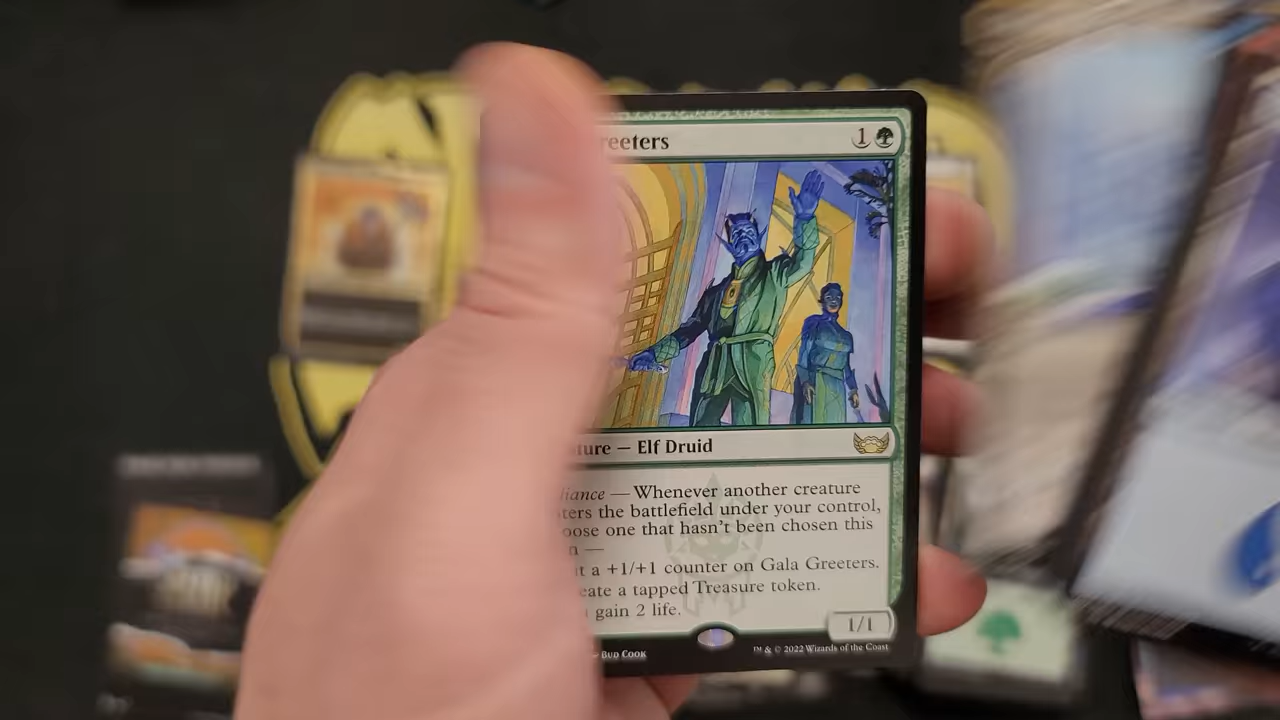 reeters 1
ture — Elf Druid
liance — Whenever another creature
ters the battlefield under your control,
oose one that hasn't been chosen this
n —
t a +1/+1 counter on Gala Greeters.
eate a tapped Treasure token.
gain 2 life.
1/1
Bud Cook ™ & © 2022 Wizards of the Coast